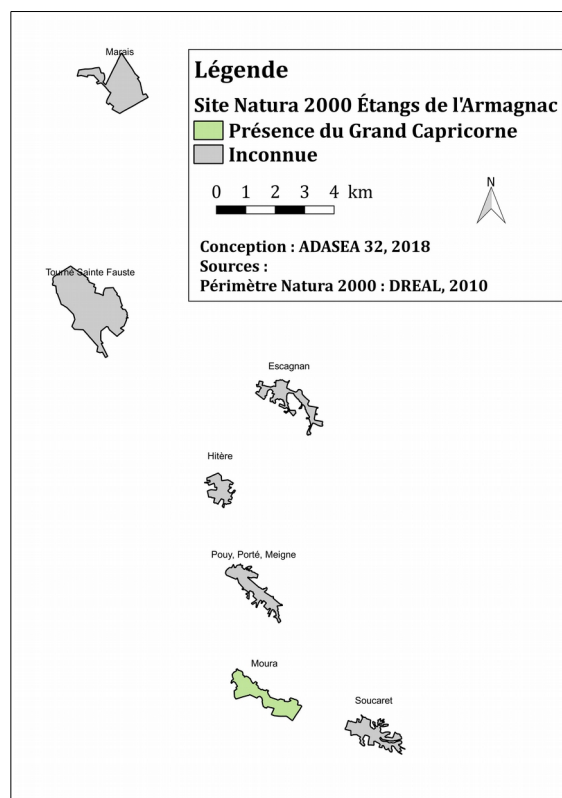 Marais
Légende
Site Natura 2000 Étangs de l'Armagnac
Présence du Grand Capricorne
Inconnue
0 1 2 3 4 km
N
Conception : ADASEA 32, 2018
Sources :
Périmètre Natura 2000 : DREAL, 2010
Tourné Sainte Fauste
Escagnan
Hitère
Pouy, Porté, Meigne
Moura
Soucaret